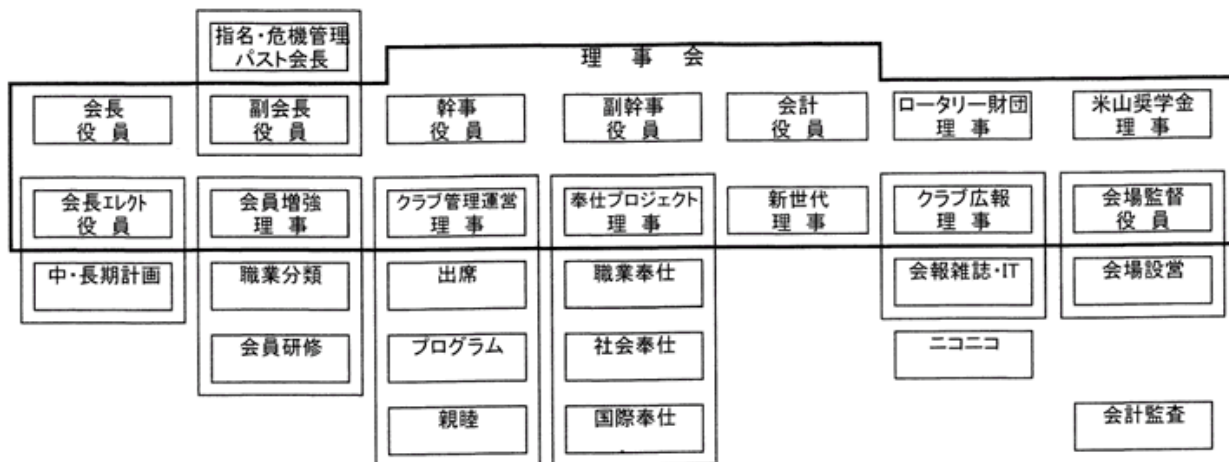 指名・危機管理
パスト会長
理 事 会
会長
役 員
副会長
役 員
幹事
役 員
副幹事
役 員
会計
役 員
ロータリー財団
理 事
米山奨学金
理 事
会長エレクト
役 員
会員増強
理 事
クラブ管理運営
理 事
奉仕プロジェクト
理 事
新世代
理 事
クラブ広報
理 事
会場監督
役 員
中・長期計画
職業分類
出席
職業奉仕
会報雑誌・IT
会場設営
会員研修
プログラム
社会奉仕
ニコニコ
親睦
国際奉仕
会計監査